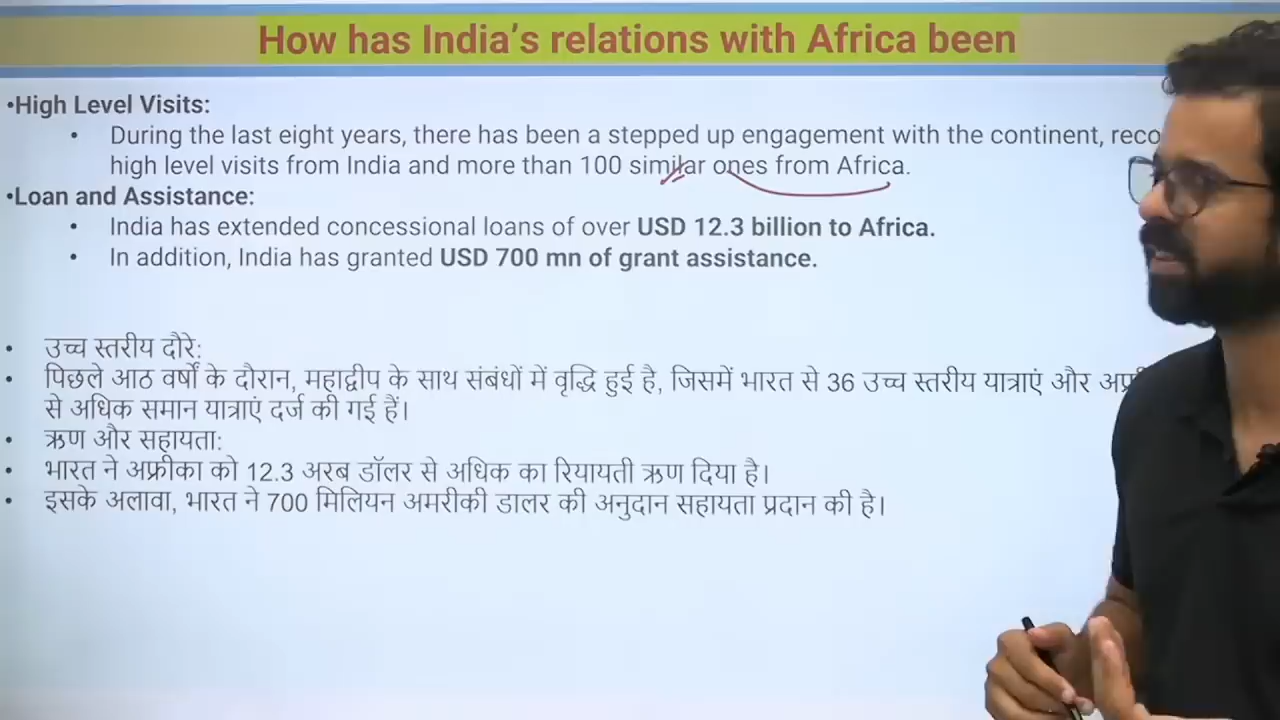 How has India's relations with Africa been
•High Level Visits:
• During the last eight years, there has been a stepped up engagement with the continent,
high level visits from India and more than 100 similar ones from Africa.
•Loan and Assistance:
• India has extended concessional loans of over USD 12.3 billion to Africa.
• In addition, India has granted USD 700 mn of grant assistance.
• उच्च स्तरीय दौरे:
• पिछले आठ वर्षों के दौरान, महाद्वीप के साथ संबंधों में वृद्धि हुई है, जिसमें भारत से 36 उच्च स्तरीय यात्राएं और
से अधिक समान यात्राएं दर्ज की गई हैं।
• ऋण और सहायता:
• भारत ने अफ्रीका को 12.3 अरब डॉलर से अधिक का रियायती ऋण दिया है।
• इसके अलावा, भारत ने 700 मिलियन अमरीकी डालर की अनुदान सहायता प्रदान की है।